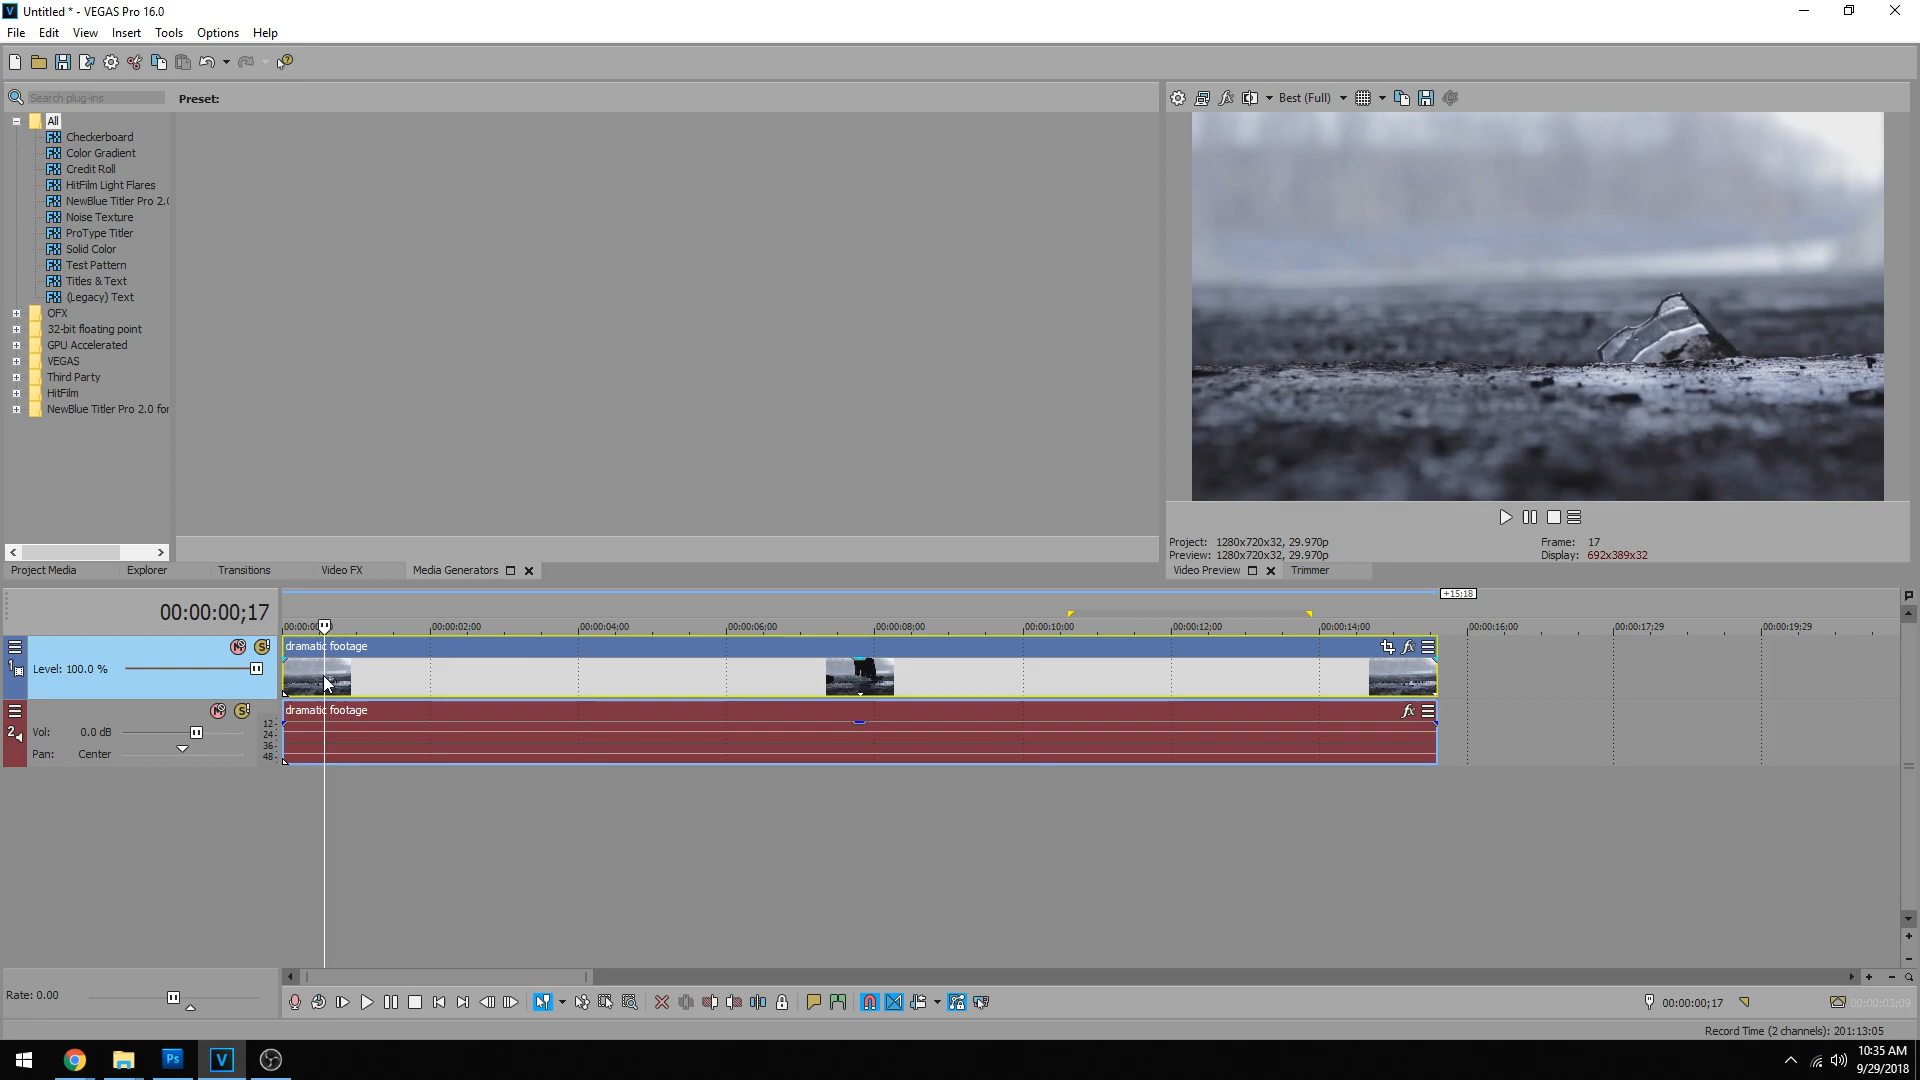 Untitled * - VEGAS Pro 16.0
File Edit View Insert Tools Options Help
Search plug-ins
Preset:
Best (Full)
All
Checkerboard
Color Gradient
Credit Roll
HitFilm Light Flares
NewBlue Titler Pro 2.0
Noise Texture
ProType Titler
Solid Color
Test Pattern
Titles & Text
(Legacy) Text
OFX
32-bit floating point
GPU Accelerated
VEGAS
Third Party
HitFilm
NewBlue Titler Pro 2.0 for
Project: 1280x720x32, 29.970p
Frame: 17
Preview: 1280x720x32, 29.970p
Display: 692x389x32
Project Media Explorer Transitions Video FX Media Generators
Video Preview Trimmer
00:00:00;17
+15;18
00:00:02;00 00:00:04;00 00:00:06;00 00:00:08;00 00:00:10;00 00:00:12;00 00:00:14;00 00:00:16;00 00:00:17;29 00:00:19;29
1
Level: 100.0 %
dramatic footage
2
Vol: 0.0 dB
Pan: Center
12
24
36
48
dramatic footage
Rate: 0.00
00:00:00;17
00:00:03;09
Record Time (2 channels): 201:13:05
Ps
V
10:35 AM
9/29/2018